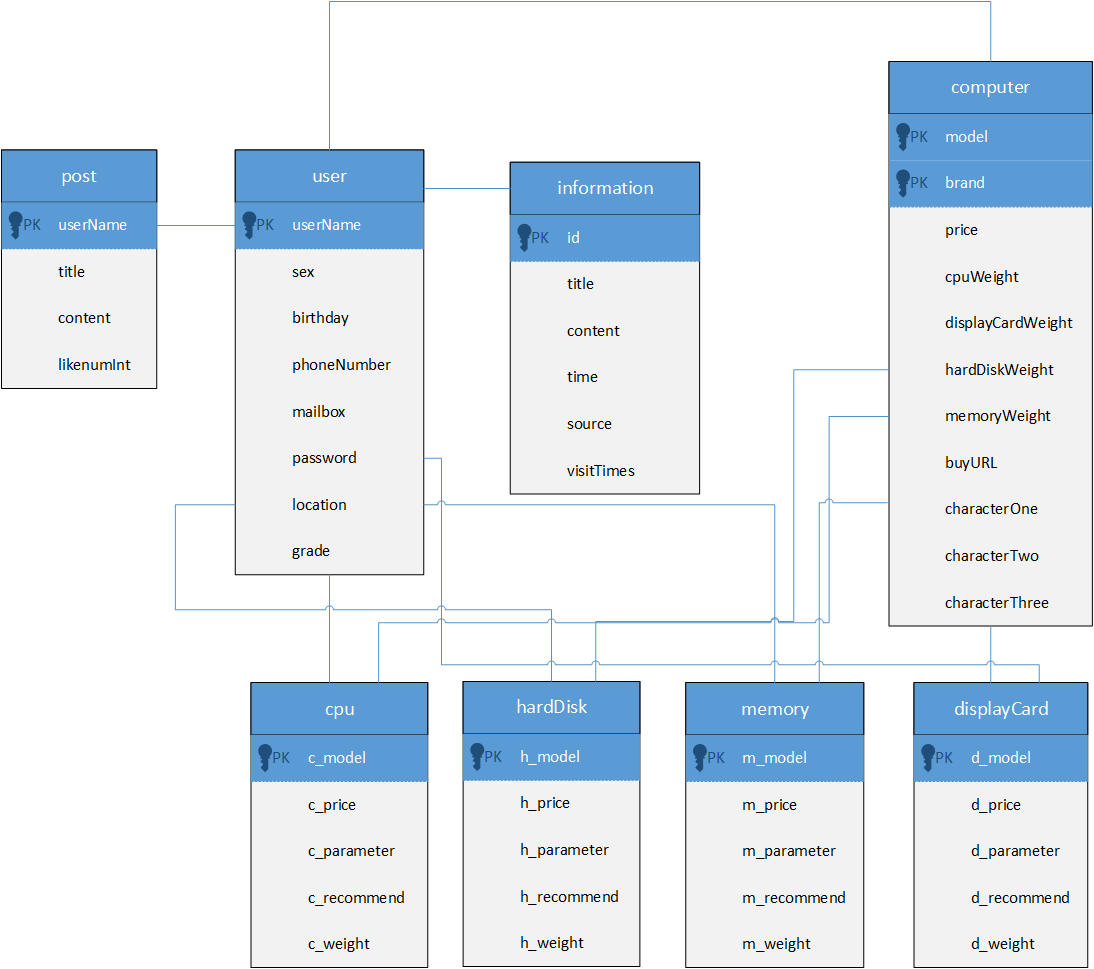 computer
PK model
PK brand
price
cpuWeight
displayCardWeight
hardDiskWeight
memoryWeight
buyURL
characterOne
characterTwo
characterThree
post
PK userName
title
content
likenumInt
user
PK userName
sex
birthday
phoneNumber
mailbox
password
location
grade
information
PK id
title
content
time
source
visitTimes
cpu
PK c_model
c_price
c_parameter
c_recommend
c_weight
hardDisk
PK h_model
h_price
h_parameter
h_recommend
h_weight
memory
PK m_model
m_price
m_parameter
m_recommend
m_weight
displayCard
PK d_model
d_price
d_parameter
d_recommend
d_weight